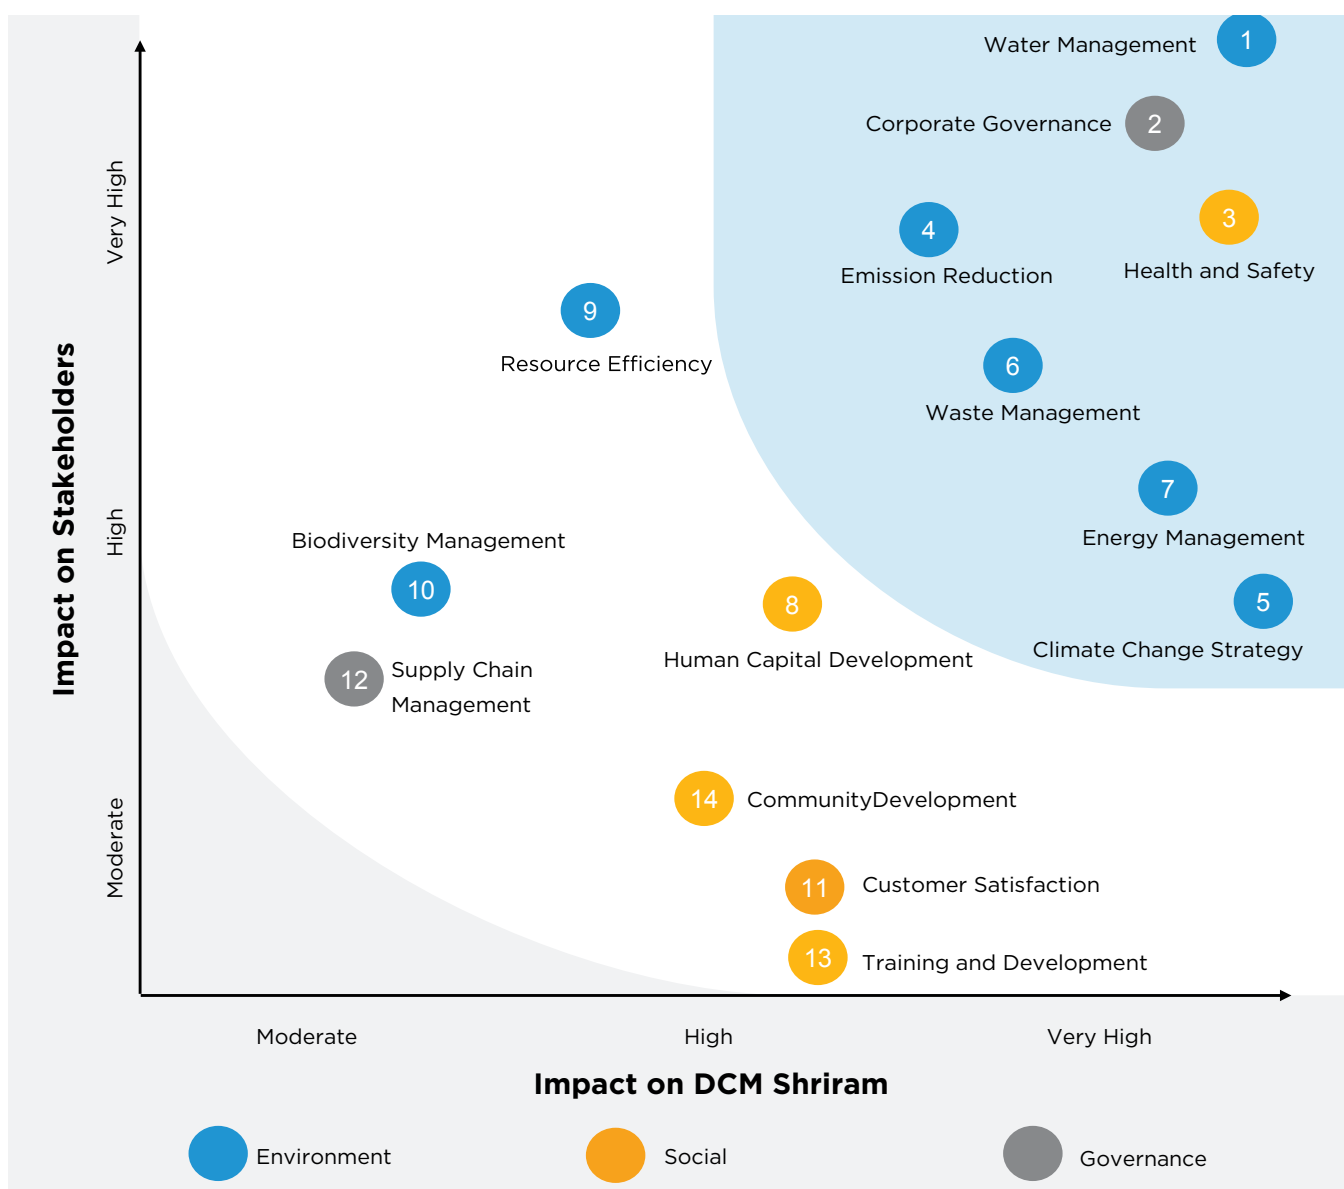 Water Management
1
Corporate Governance
2
3
Health and Safety
4
Emission Reduction
9
Resource Efficiency
6
Waste Management
7
Energy Management
Biodiversity Management
10
8
Human Capital Development
5
Climate Change Strategy
12
Supply Chain
Management
14
CommunityDevelopment
11
Customer Satisfaction
13
Training and Development
Very High
High
Moderate
Impact on Stakeholders
Moderate
High
Very High
Impact on DCM Shriram
Environment
Social
Governance